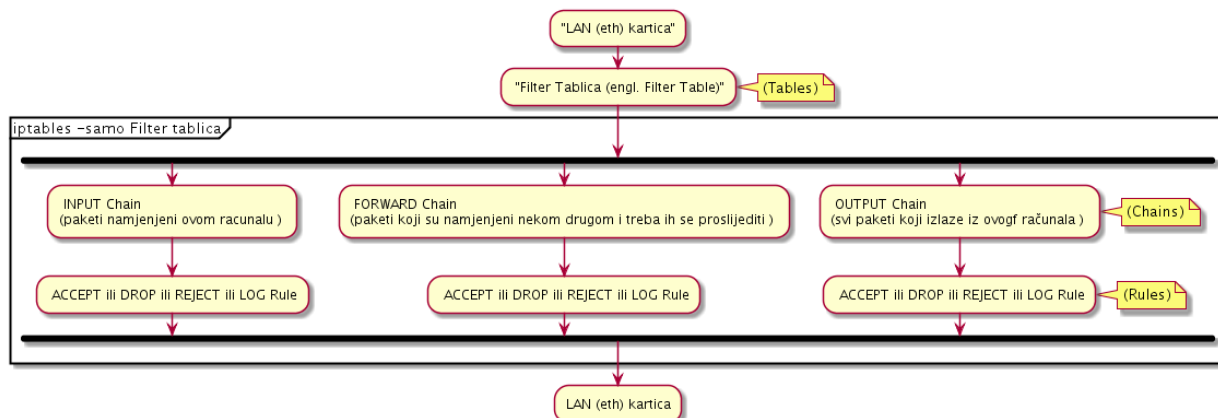 "LAN (eth) kartica"
"Filter Tablica (engl. Filter Table)"
(Tables)
iptables -samo Filter tablica
INPUT Chain
(paketi namjenjeni ovom racunalu )
FORWARD Chain
(paketi koji su namjenjeni nekom drugom i treba ih se proslijediti )
OUTPUT Chain
(svi paketi koji izlaze iz ovogf računala )
(Chains)
ACCEPT ili DROP ili REJECT ili LOG Rule
ACCEPT ili DROP ili REJECT ili LOG Rule
ACCEPT ili DROP ili REJECT ili LOG Rule
(Rules)
LAN (eth) kartica